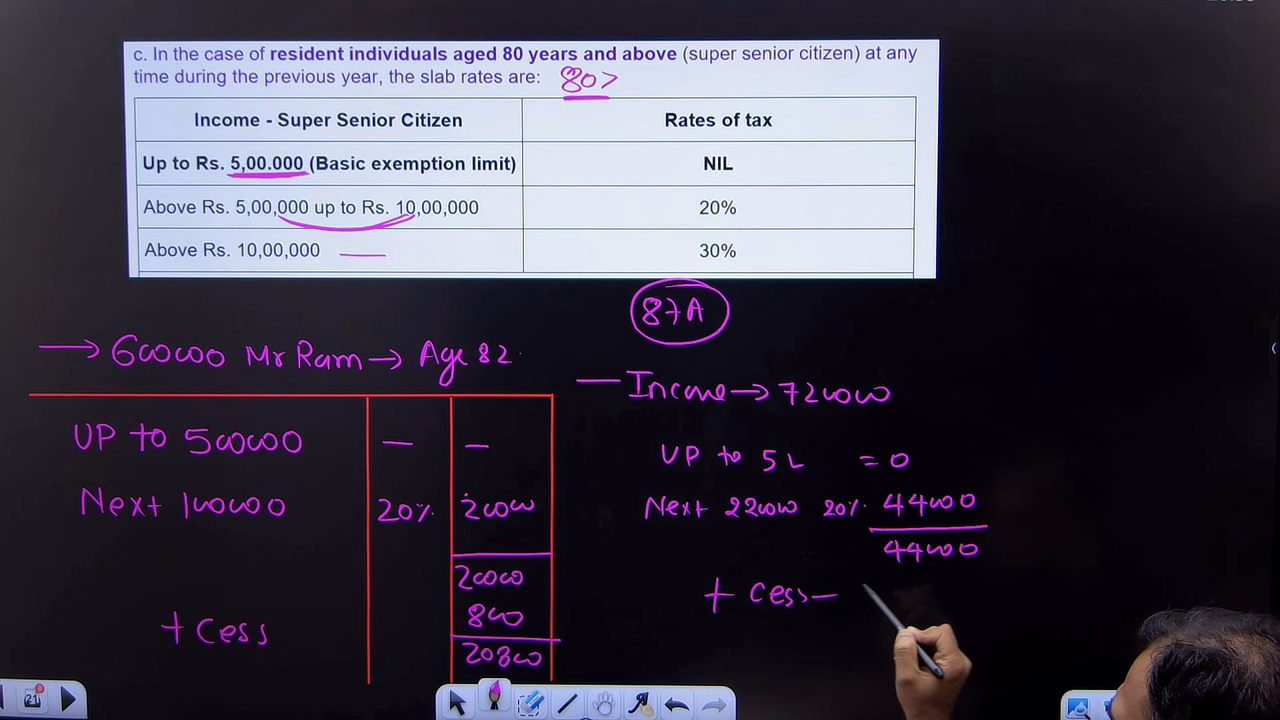 c. In the case of resident individuals aged 80 years and above (super senior citizen) at any
time during the previous year, the slab rates are: 80>
Income - Super Senior Citizen Rates of tax
Up to Rs. 5,00.000 (Basic exemption limit) NIL
Above Rs. 5,00,000 up to Rs. 10,00,000 20%
Above Rs. 10,00,000 30%
87A
→ 600000 Mr Ram → Age 82
UP to 500000 — —
Next 100000 20% 20000
20000
+ Cess 800
20800
— Income → 720000
UP to 5L = 0
Next 220000 20% 44000
44000
+ Cess —
21